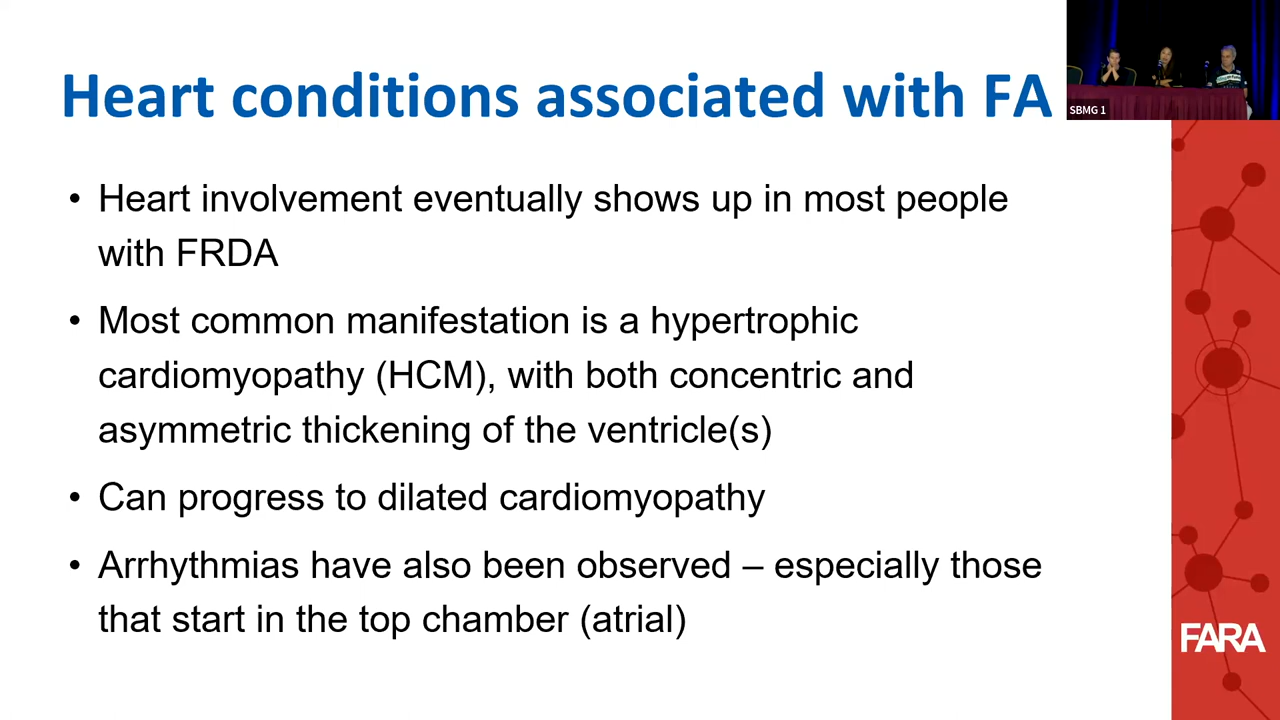 Heart conditions associated with FA
SBMG 1
• Heart involvement eventually shows up in most people
with FRDA
• Most common manifestation is a hypertrophic
cardiomyopathy (HCM), with both concentric and
asymmetric thickening of the ventricle(s)
• Can progress to dilated cardiomyopathy
• Arrhythmias have also been observed – especially those
that start in the top chamber (atrial)
FARA